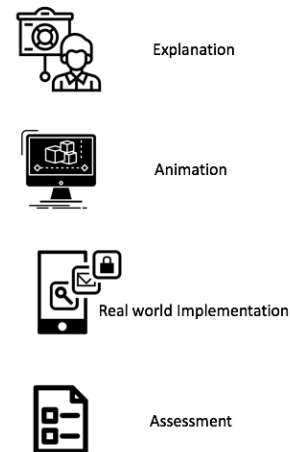 Explanation
Animation
Real world Implementation
Assessment